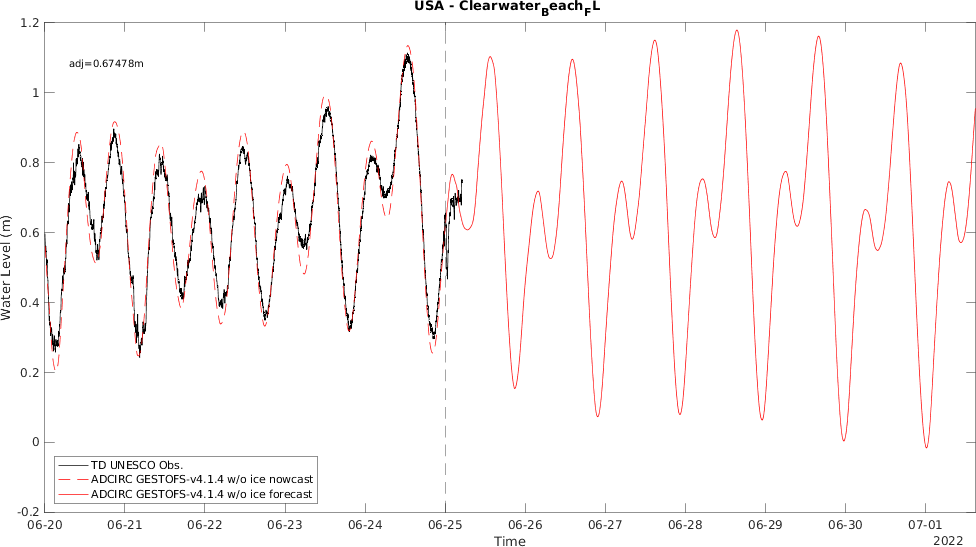 USA - Clearwater_Beach_FL
adj=0.67478m
1.2
1
0.8
0.6
0.4
0.2
0
-0.2
Water Level (m)
TD UNESCO Obs.
ADCIRC GESTOFS-v4.1.4 w/o ice nowcast
ADCIRC GESTOFS-v4.1.4 w/o ice forecast
06-20 06-21 06-22 06-23 06-24 06-25 06-26 06-27 06-28 06-29 06-30 07-01
Time
2022